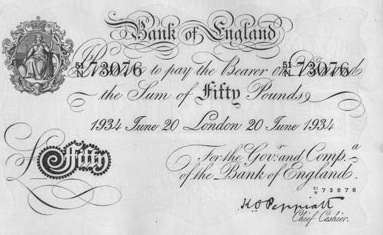 Bank of England
51/N 73076 51/N 73076
Promise to pay the Bearer on Demand
the Sum of Fifty Pounds
1934 June 20 London 20 June 1934
For the Govr and Compa
£ Fifty
of the Bank of England.
51/N 73076
K.O. Peppiatt
Chief Cashier.